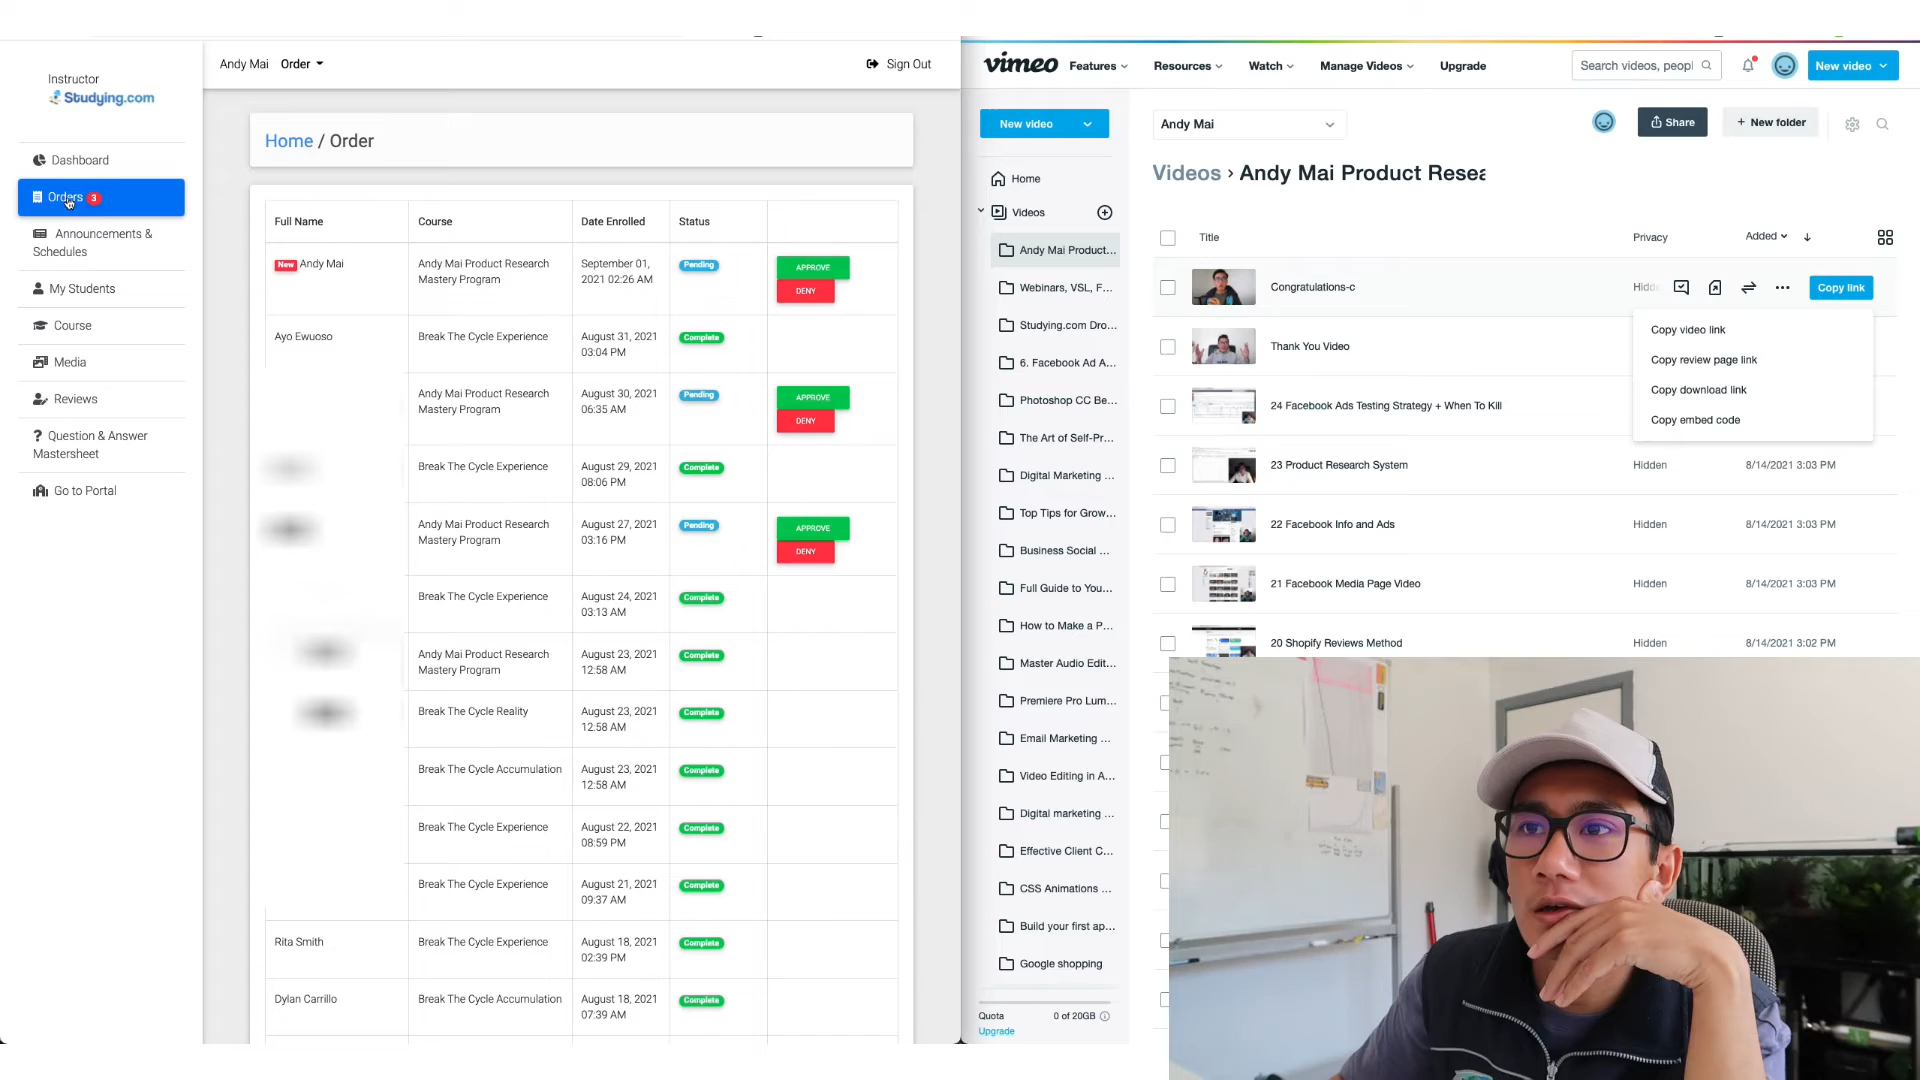 Instructor
Studying.com
Dashboard
Orders 3
Announcements &
Schedules
My Students
Course
Media
Reviews
Question & Answer
Mastersheet
Go to Portal
Andy Mai Order
Sign Out
Home / Order
Full Name Course Date Enrolled Status
New Andy Mai Andy Mai Product Research September 01, Pending APPROVE
Mastery Program 2021 02:26 AM DENY
Ayo Ewuoso Break The Cycle Experience August 31, 2021 Complete
03:04 PM
Andy Mai Product Research August 30, 2021 Pending APPROVE
Mastery Program 06:35 AM DENY
Break The Cycle Experience August 29, 2021 Complete
08:06 PM
Andy Mai Product Research August 27, 2021 Pending APPROVE
Mastery Program 03:16 PM DENY
Break The Cycle Experience August 24, 2021 Complete
03:13 AM
Andy Mai Product Research August 23, 2021 Complete
Mastery Program 12:58 AM
Break The Cycle Reality August 23, 2021 Complete
12:58 AM
Break The Cycle Accumulation August 23, 2021 Complete
12:58 AM
Break The Cycle Experience August 22, 2021 Complete
08:59 PM
Break The Cycle Experience August 21, 2021 Complete
09:37 AM
Rita Smith Break The Cycle Experience August 18, 2021 Complete
02:39 PM
Dylan Carrillo Break The Cycle Accumulation August 18, 2021 Complete
07:39 AM
vimeo Features Resources Watch Manage Videos Upgrade
Search videos, peopl
New video
New video
Home
Videos
Andy Mai Product...
Webinars, VSL, F...
Studying.com Dro...
6. Facebook Ad A...
Photoshop CC Be...
The Art of Self-Pr...
Digital Marketing ...
Top Tips for Grow...
Business Social ...
Full Guide to You...
How to Make a P...
Master Audio Edit...
Premiere Pro Lum...
Email Marketing ...
Video Editing in A...
Digital marketing ...
Effective Client C...
CSS Animations ...
Build your first ap...
Google shopping
Quota 0 of 20GB
Upgrade
Andy Mai
Share
+ New folder
Videos › Andy Mai Product Resea
Title Privacy Added
Congratulations-c Hidde Copy link
Copy video link
Copy review page link
Copy download link
Copy embed code
Thank You Video
24 Facebook Ads Testing Strategy + When To Kill
23 Product Research System Hidden 8/14/2021 3:03 PM
22 Facebook Info and Ads Hidden 8/14/2021 3:03 PM
21 Facebook Media Page Video Hidden 8/14/2021 3:03 PM
20 Shopify Reviews Method Hidden 8/14/2021 3:02 PM